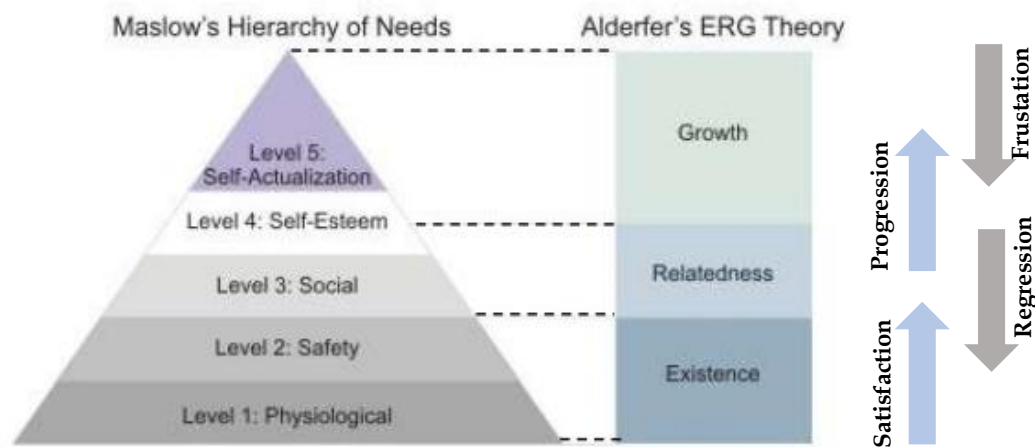 Maslow's Hierarchy of Needs
Alderfer's ERG Theory
Level 5:
Self-Actualization
Level 4: Self-Esteem
Level 3: Social
Level 2: Safety
Level 1: Physiological
Growth
Relatedness
Existence
Progression
Satisfaction
Frustation
Regression